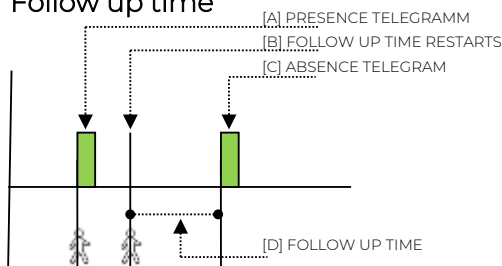 Follow up time
[A] PRESENCE TELEGRAMM
[B] FOLLOW UP TIME RESTARTS
[C] ABSENCE TELEGRAM
[D] FOLLOW UP TIME